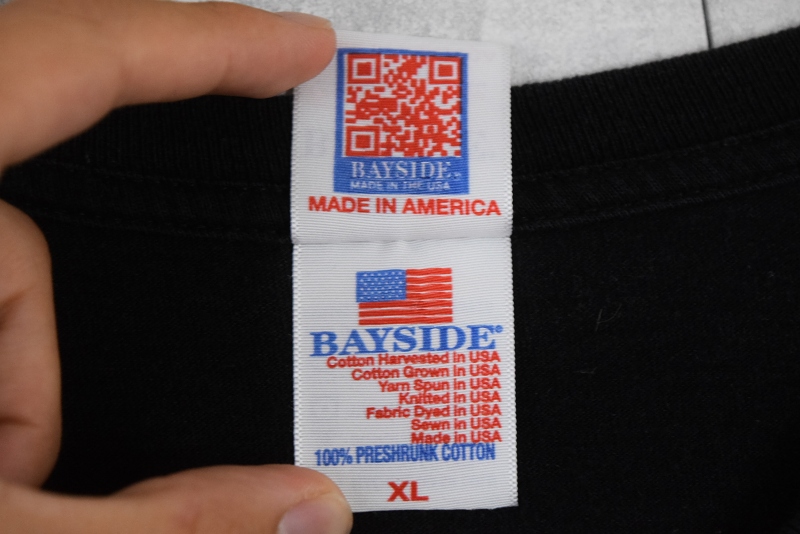 BAYSIDE
MADE IN THE USA
MADE IN AMERICA
BAYSIDE®
Cotton Harvested in USA
Cotton Grown in USA
Yarn Spun in USA
Knitted in USA
Fabric Dyed in USA
Sewn in USA
Made in USA
100% PRESHRUNK COTTON
XL